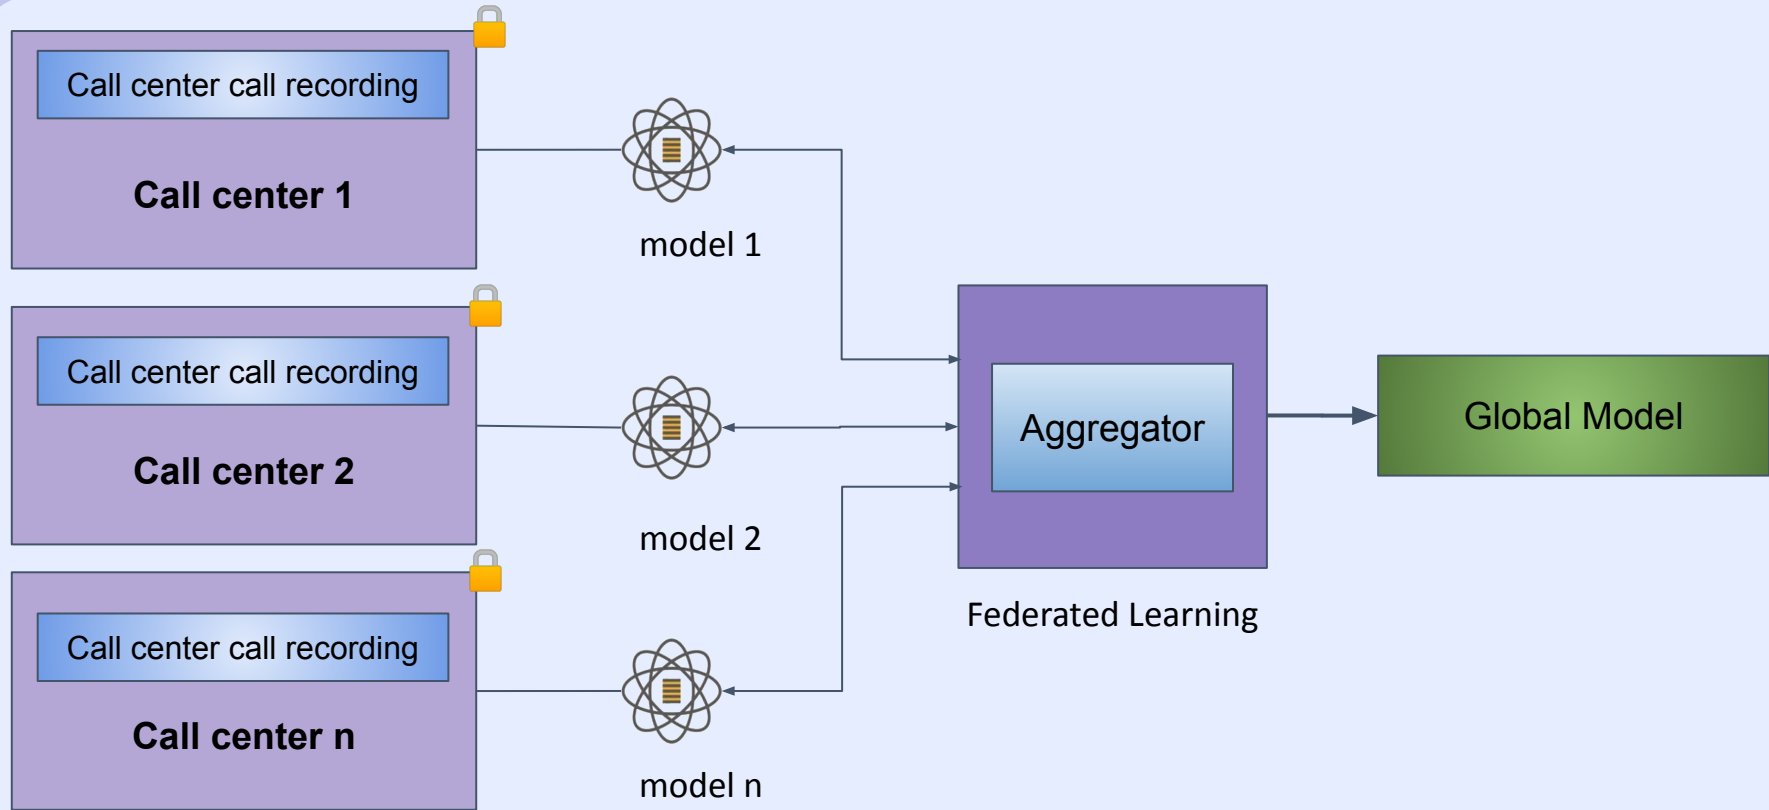 Call center call recording
Call center 1
model 1
Call center call recording
Call center 2
model 2
Call center call recording
Call center n
model n
Aggregator
Federated Learning
Global Model